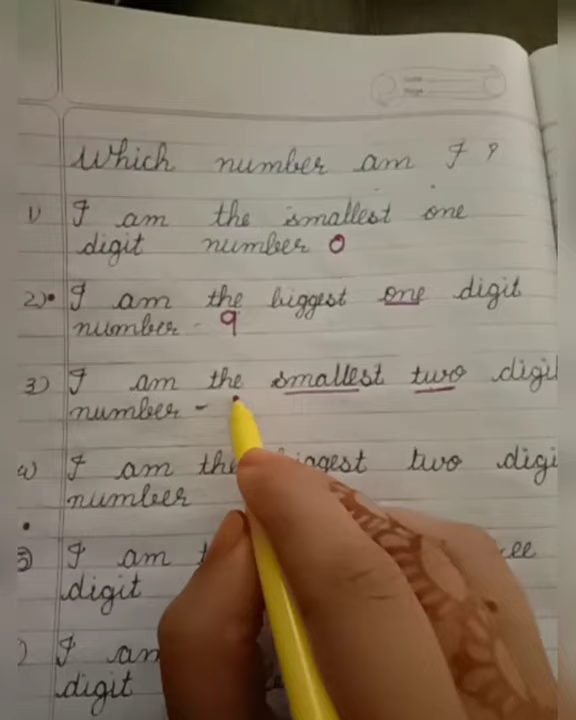 Which number am I ?
1) I am the smallest one
digit number 0
2) I am the biggest one digit
number - 9
3) I am the smallest two digit
number -
4) I am the biggest two digi
number
5) I am
digit
) I am
digit